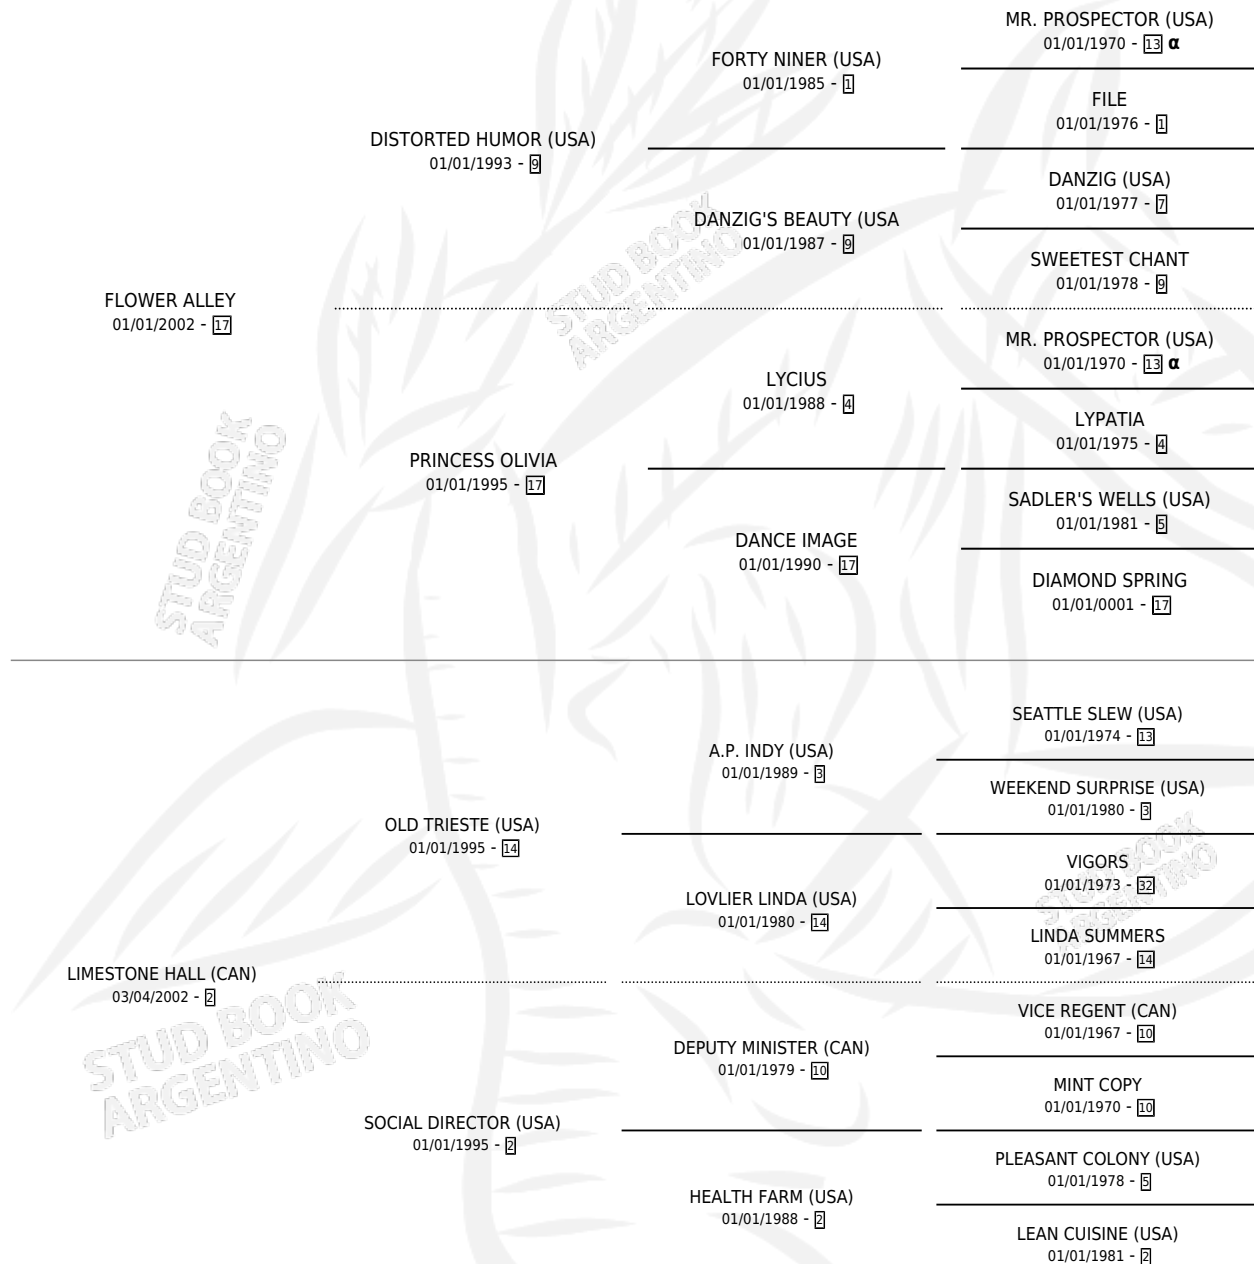 MR. PROSPECTOR (USA)
01/01/1970 - 13 α
FORTY NINER (USA)
01/01/1985 - 1
FILE
01/01/1976 - 1
DISTORTED HUMOR (USA)
01/01/1993 - 9
DANZIG (USA)
01/01/1977 - 7
DANZIG'S BEAUTY (USA
01/01/1987 - 9
SWEETEST CHANT
01/01/1978 - 9
FLOWER ALLEY
01/01/2002 - 17
STUD BOOK
ARGENTINO
MR. PROSPECTOR (USA)
01/01/1970 - 13 α
LYCIUS
01/01/1988 - 4
LYPATIA
01/01/1975 - 4
PRINCESS OLIVIA
01/01/1995 - 17
STUD BOOK
ARGENTINO
SADLER'S WELLS (USA)
01/01/1981 - 5
DANCE IMAGE
01/01/1990 - 17
DIAMOND SPRING
01/01/0001 - 17
SEATTLE SLEW (USA)
01/01/1974 - 13
A.P. INDY (USA)
01/01/1989 - 3
WEEKEND SURPRISE (USA)
01/01/1980 - 3
OLD TRIESTE (USA)
01/01/1995 - 14
VIGORS
01/01/1973 - 32
STUD BOOK
ARGENTINO
LOVLIER LINDA (USA)
01/01/1980 - 14
LINDA SUMMERS
01/01/1967 - 14
LIMESTONE HALL (CAN)
03/04/2002 - 2
STUD BOOK
ARGENTINO
VICE REGENT (CAN)
01/01/1967 - 10
DEPUTY MINISTER (CAN)
01/01/1979 - 10
MINT COPY
01/01/1970 - 10
SOCIAL DIRECTOR (USA)
01/01/1995 - 2
PLEASANT COLONY (USA)
01/01/1978 - 5
HEALTH FARM (USA)
01/01/1988 - 2
LEAN CUISINE (USA)
01/01/1981 - 2